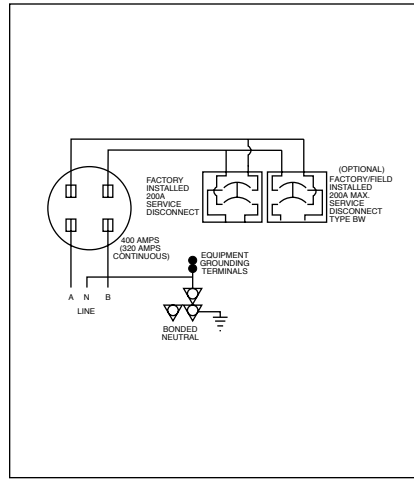 (OPTIONAL)
FACTORY
INSTALLED
200A
SERVICE
DISCONNECT
FACTORY/FIELD
INSTALLED
200A MAX.
SERVICE
DISCONNECT
TYPE BW
400 AMPS
(320 AMPS
CONTINUOUS)
EQUIPMENT
GROUNDING
TERMINALS
A N B
LINE
BONDED
NEUTRAL